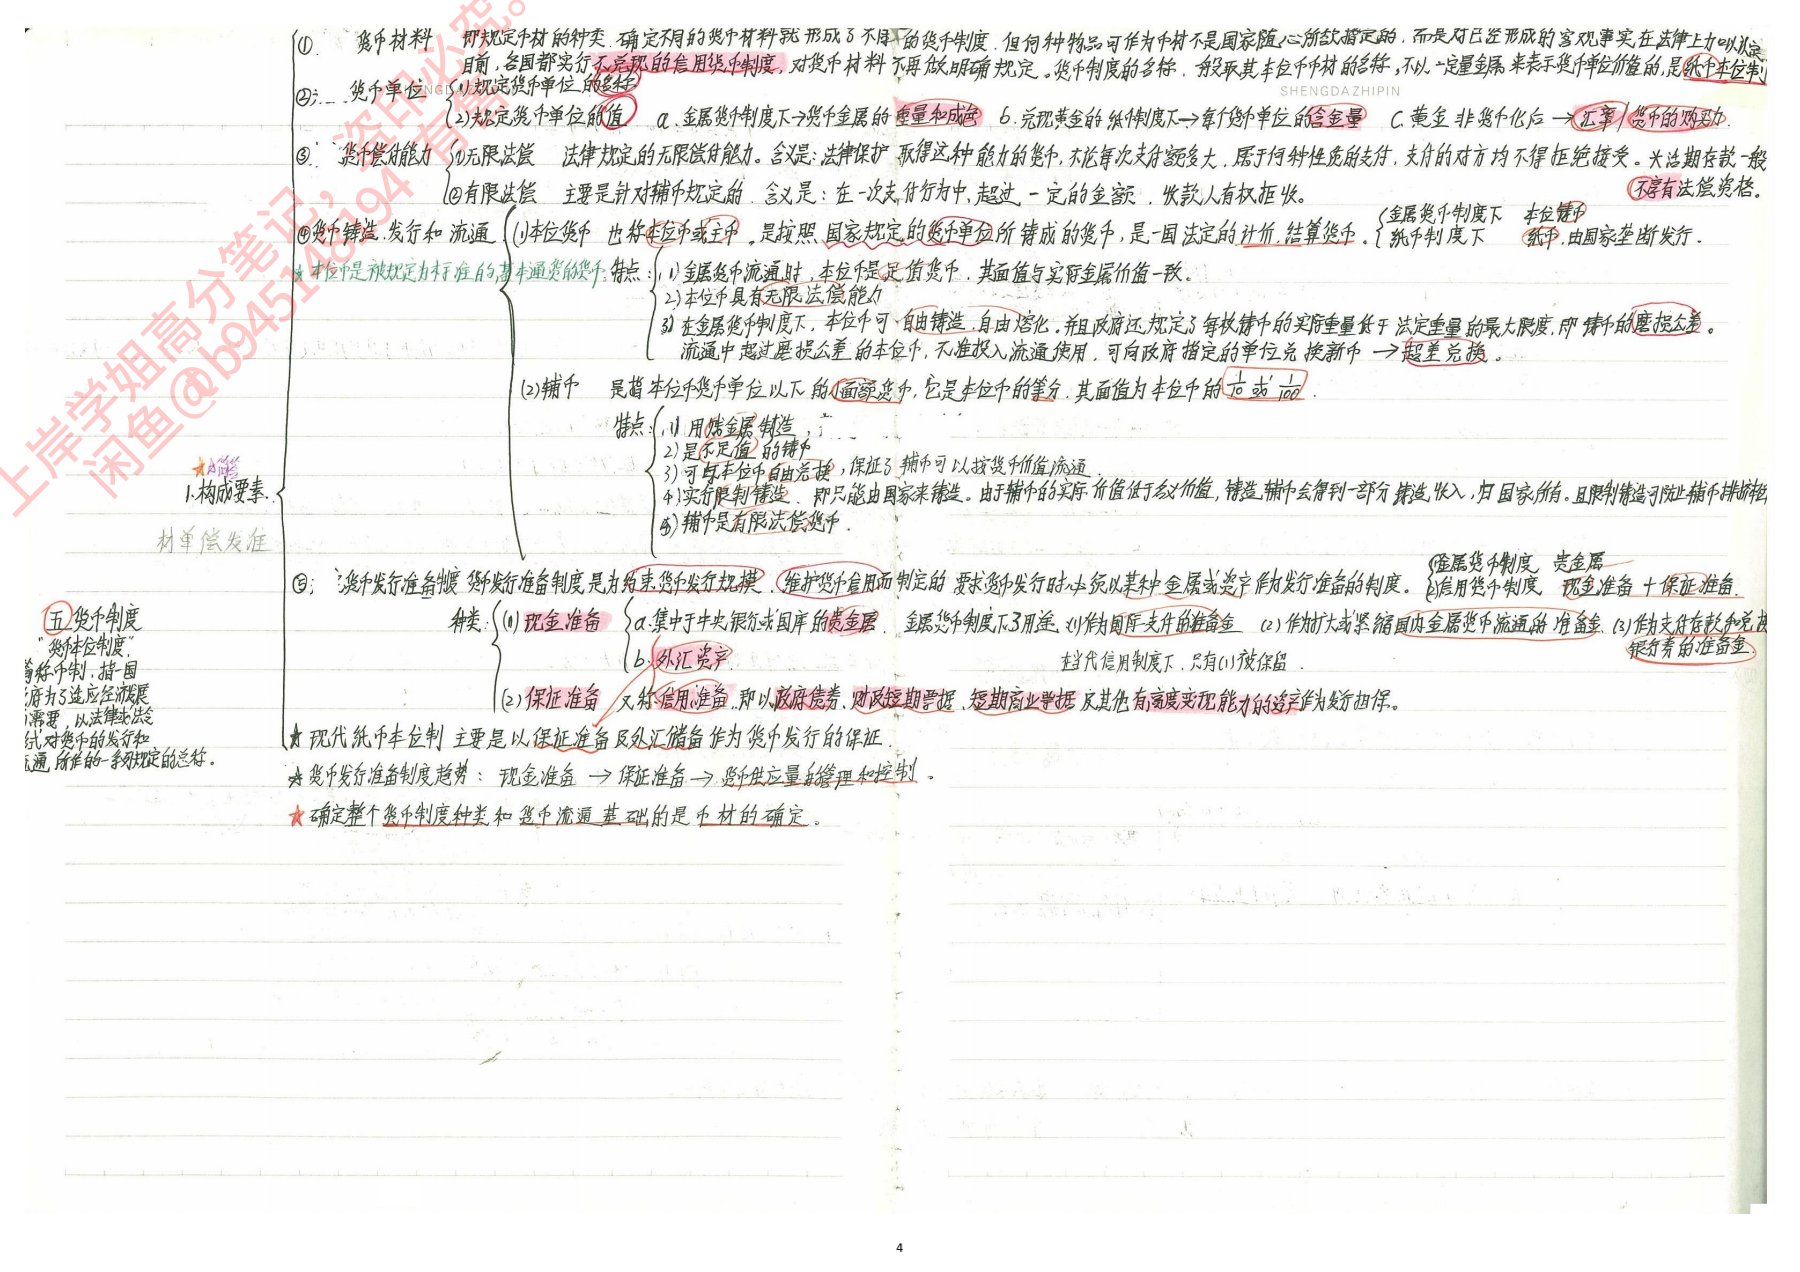 ① 货币材料 即规定币材的种类,确定不同的货币材料就形成了不同的货币制度,但何种物品可作为币材不是国家随心所欲指定的,而是对已经形成的客观事实在法律上加以认定
目前,各国都实行不兑现的信用货币制度,对货币材料不再做明确规定。货币制度的名称,一般取其本位币币材的名称,不以一定量金属来表示货币单位价值的,是纸币本位制
SHENGDAZHIPIN
② 货币单位 (1)规定货币单位的名称
(2)规定货币单位的值 a.金属货币制度下→货币金属的重量和成色 b.兑现黄金的纸币制度下→每个货币单位的含金量 C.黄金非货币化后→汇率/货币的购买力.
③ 货币偿付能力 ①无限法偿 法律规定的无限偿付能力。含义是:法律保护取得这种能力的货币,不论每次支付额多大,属于何种性质的支付,支付的对方均不得拒绝接受。活期存款一般
不享有法偿资格。
②有限法偿 主要是针对辅币规定的.含义是:在一次支付行为中,超过一定的金额,收款人有权拒收。
④货币铸造、发行和流通 (1)本位货币 也称本位币或主币。是按照国家规定的货币单位所铸成的货币,是一国法定的计价、结算货币。
金属货币制度下 本位铸币
纸币制度下 纸币,由国家垄断发行.
★本位币是被规定为标准的基本通货的货币. 特点:(1)金属货币流通时,本位币是足值货币,其面值与实际金属价值一致。
2)本位币具有无限法偿能力
3)在金属货币制度下,本位币可自由铸造、自由熔化。并且政府还规定了每枚铸币的实际重量低于法定重量的最大限度,即铸币的磨损公差。
流通中超过磨损公差的本位币,不准投入流通使用,可向政府指定的单位兑换新币→超差兑换。
(2)辅币 是指本位币货币单位以下的小面额货币,它是本位币的等分,其面值为本位币的 1/10 或 1/100.
特点:(1)用贱金属制造
2)是不足值的铸币
3)可与本位币自由兑换,保证了辅币可以按货币价值流通
4)实行限制铸造,即只能由国家来铸造。由于辅币的实际价值低于名义价值,铸造辅币会得到一部分铸造收入,归国家所有。且限制铸造可防止辅币排挤本位
5)辅币是有限法偿货币.
★简答
1.构成要素.
材单偿发准
⑤ 货币发行准备制度 货币发行准备制度是为约束货币发行规模、维护货币信用而制定的要求货币发行时必须以某种金属或资产作为发行准备的制度。
①金属货币制度 贵金属
②信用货币制度 现金准备+保证准备.
种类:(1)现金准备 a.集中于中央银行或国库的贵金属. 金属货币制度下3用途:(1)作为国际支付的准备金 (2)作为扩大或紧缩国内金属货币流通的准备金.(3)作为支付存款和兑换
银行券的准备金.
b.外汇资产. 在当代信用制度下,只有(1)被保留.
(2)保证准备 又称信用准备,即以政府债券、财政短期票据、短期商业票据及其他有高度变现能力的资产作为发行担保。
★现代纸币本位制主要是以保证准备及外汇储备作为货币发行的保证.
★货币发行准备制度趋势:现金准备→保证准备→货币供应量的管理和控制。
★确定整个货币制度种类和货币流通基础的是币材的确定。
五 货币制度
"货币本位制度",
简称币制,指一国
政府为了适应经济发展
的需要,以法律或法令
形式对货币的发行和
流通所作的一系列规定的总称。
上岸学姐高分笔记,盗印必究。
闲鱼@b945148194有售
4